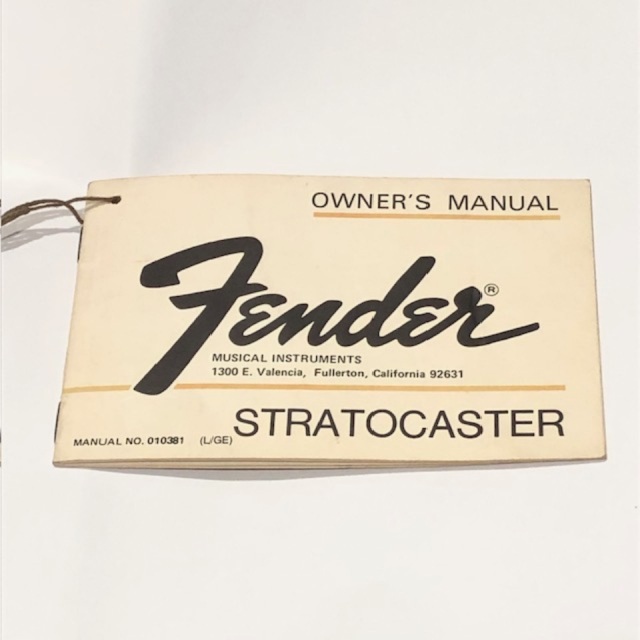 OWNER'S MANUAL
Fender®
MUSICAL INSTRUMENTS
1300 E. Valencia, Fullerton, California 92631
STRATOCASTER
MANUAL NO. 010381 (L/GE)